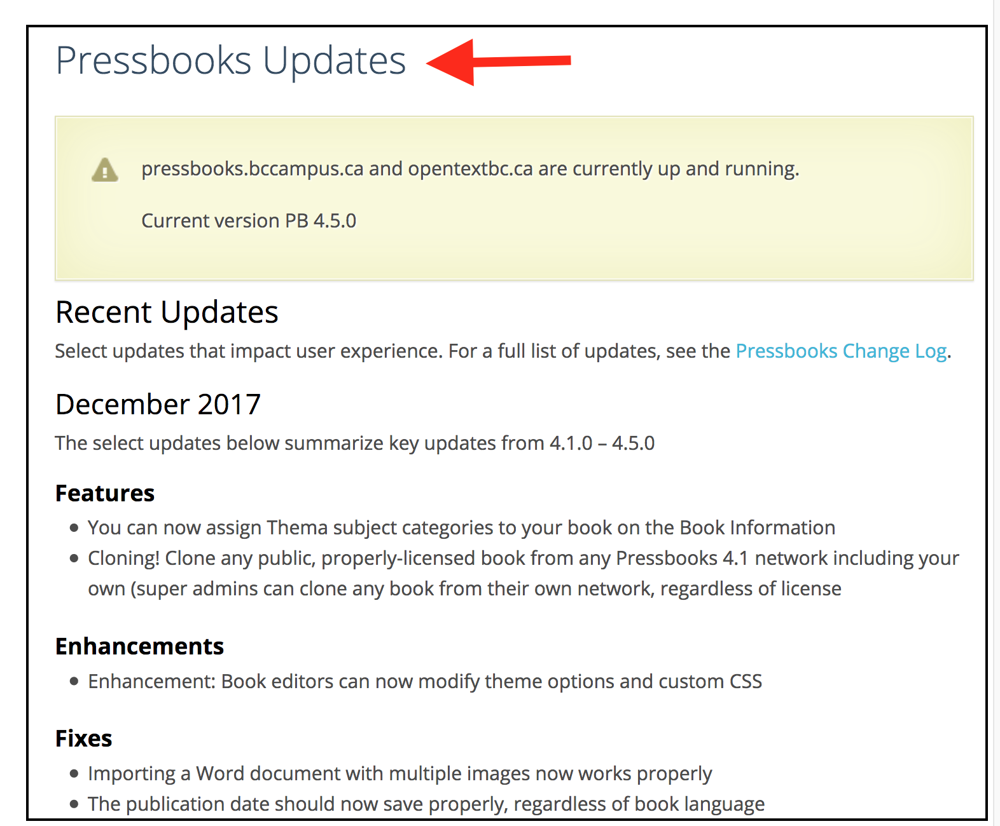 Pressbooks Updates
pressbooks.bccampus.ca and opentextbc.ca are currently up and running.
Current version PB 4.5.0
Recent Updates
Select updates that impact user experience. For a full list of updates, see the Pressbooks Change Log.
December 2017
The select updates below summarize key updates from 4.1.0 – 4.5.0
Features
• You can now assign Thema subject categories to your book on the Book Information
• Cloning! Clone any public, properly-licensed book from any Pressbooks 4.1 network including your
own (super admins can clone any book from their own network, regardless of license
Enhancements
• Enhancement: Book editors can now modify theme options and custom CSS
Fixes
• Importing a Word document with multiple images now works properly
• The publication date should now save properly, regardless of book language